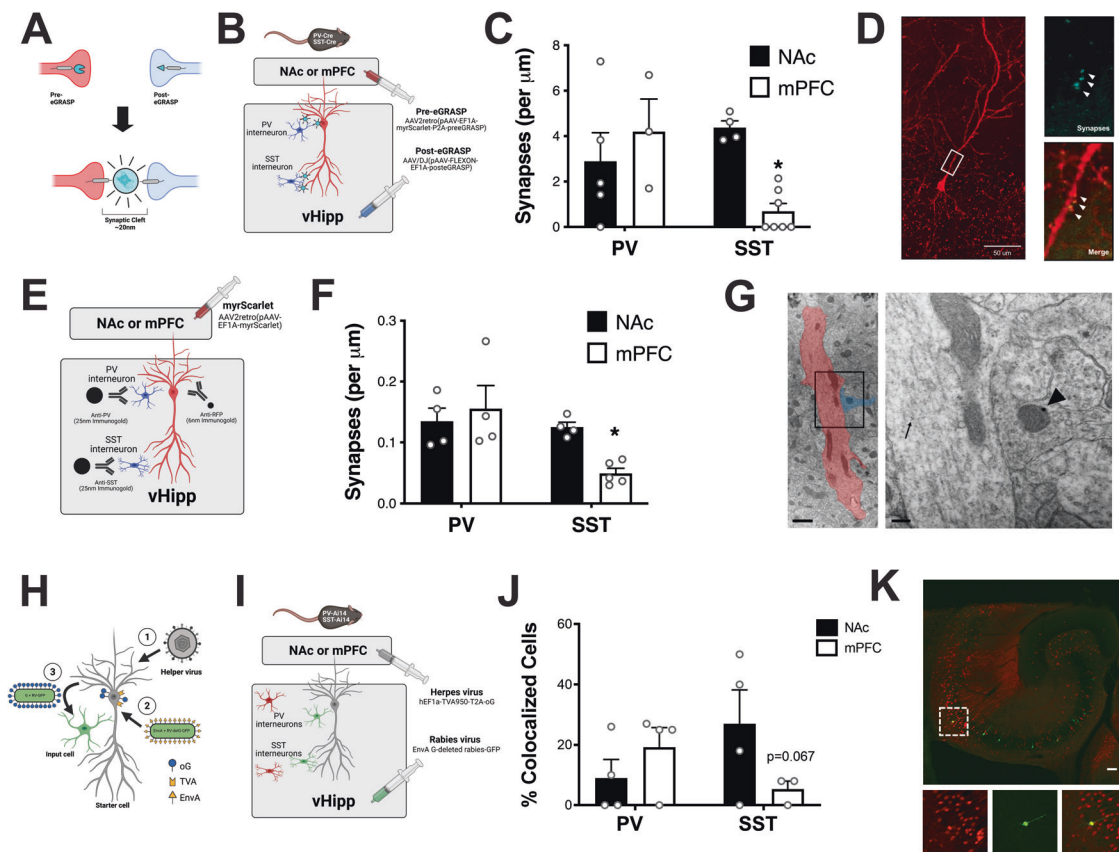 A
Pre-
eGRASP
Post-
eGRASP
Synaptic Cleft
~20nm
B
PV-Cre
SST-Cre
NAc or mPFC
PV
interneuron
SST
interneuron
vHipp
Pre-eGRASP
AAV2retro(pAAV-EF1A-
myrScarlet-P2A-preeGRASP)
Post-eGRASP
AAV/DJ(pAAV-FLEXON-
EF1A-posteGRASP)
C
Synapses (per μm)
8
6
4
2
0
NAc
mPFC
*
PV
SST
D
50 um
Synapses
Merge
E
myrScarlet
AAV2retro(pAAV-
EF1A-myrScarlet)
NAc or mPFC
PV
interneuron
Anti-PV
(25nm Immunogold)
Anti-RFP
(6nm Immunogold)
SST
interneuron
Anti-SST
(25nm Immunogold)
vHipp
F
Synapses (per μm)
0.3
0.2
0.1
0.0
NAc
mPFC
*
PV
SST
G
H
1
Helper virus
3
G + RV-GFP
2
EnvA + RV-ddG-GFP
Input cell
Starter cell
oG
TVA
EnvA
I
PV-Ai14
SST-Ai14
NAc or mPFC
PV
interneurons
SST
interneurons
vHipp
Herpes virus
hEF1a-TVA950-T2A-oG
Rabies virus
EnvA G-deleted rabies-GFP
J
% Colocalized Cells
60
40
20
0
NAc
mPFC
p=0.067
PV
SST
K